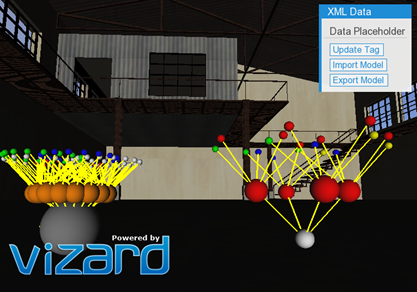 XML Data
Data Placeholder
Update Tag
Import Model
Export Model
Powered by
vizard